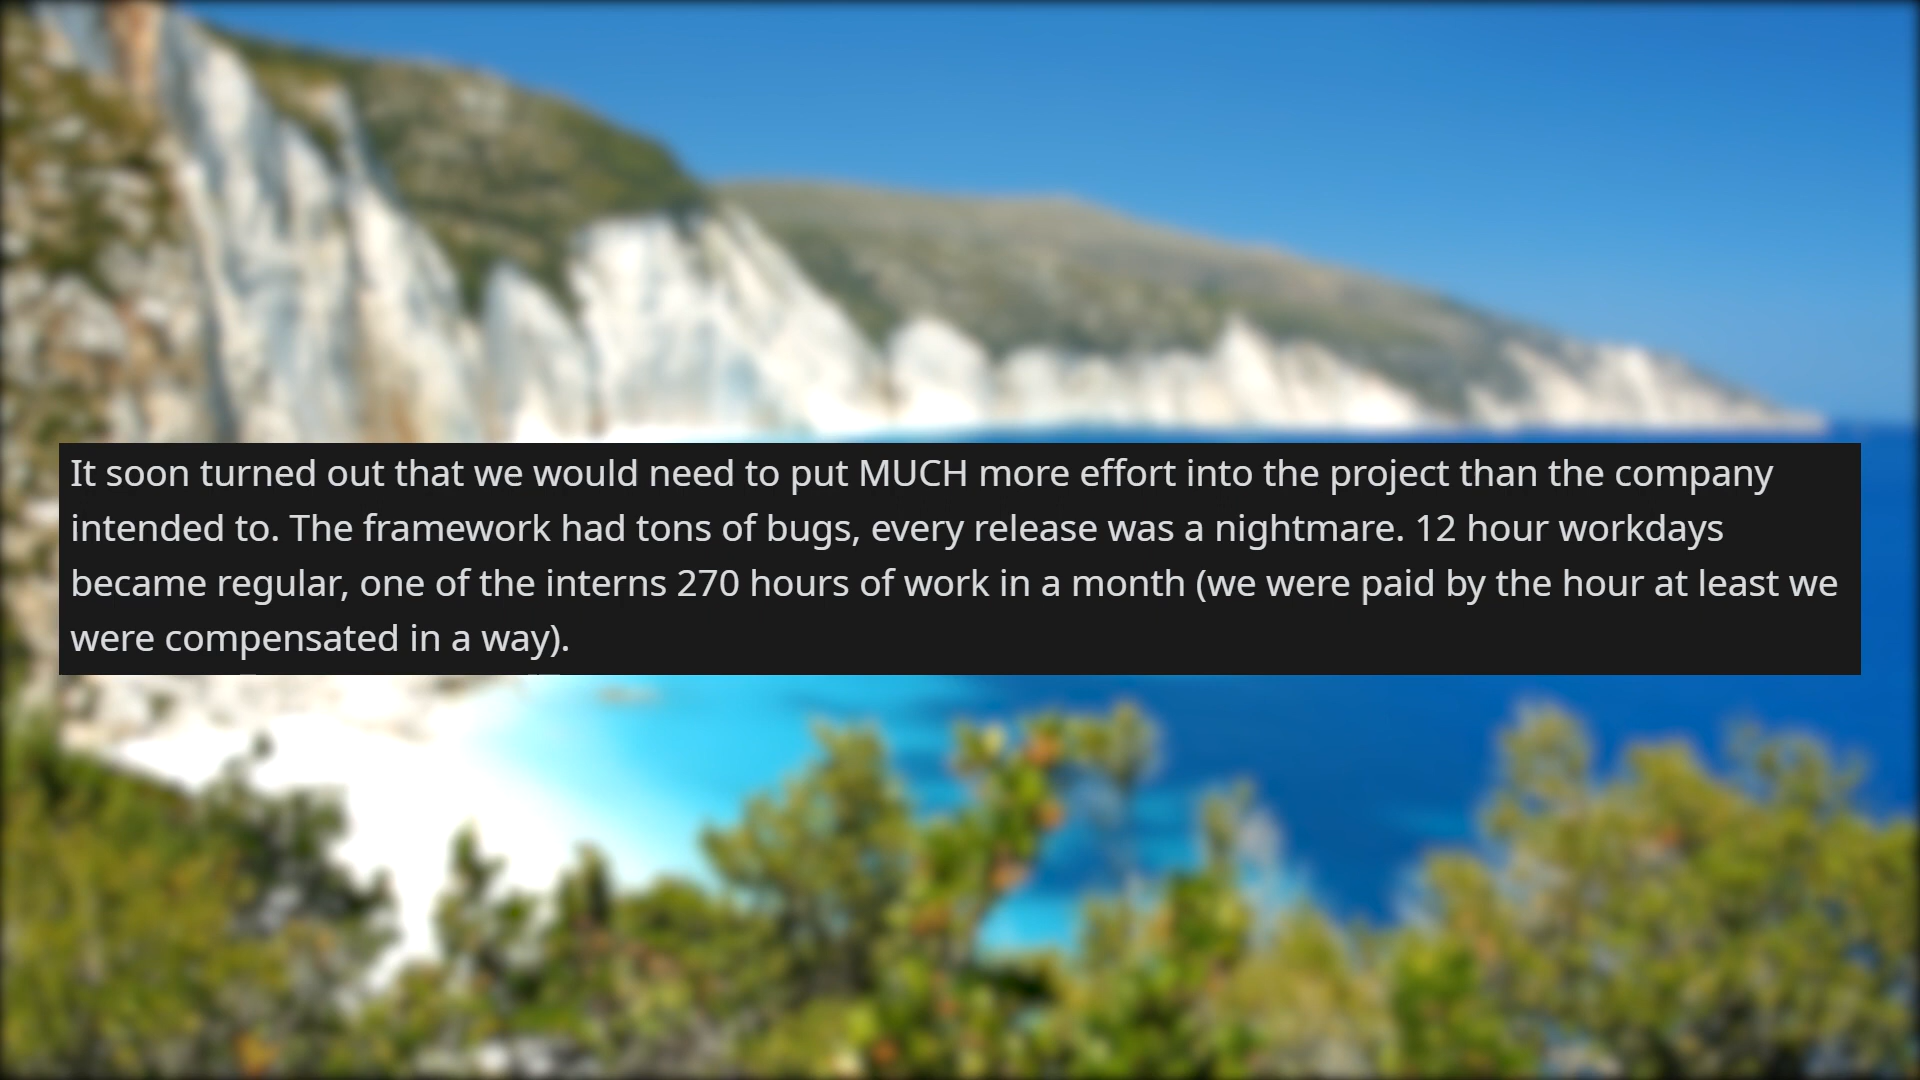 It soon turned out that we would need to put MUCH more effort into the project than the company
intended to. The framework had tons of bugs, every release was a nightmare. 12 hour workdays
became regular, one of the interns 270 hours of work in a month (we were paid by the hour at least we
were compensated in a way).